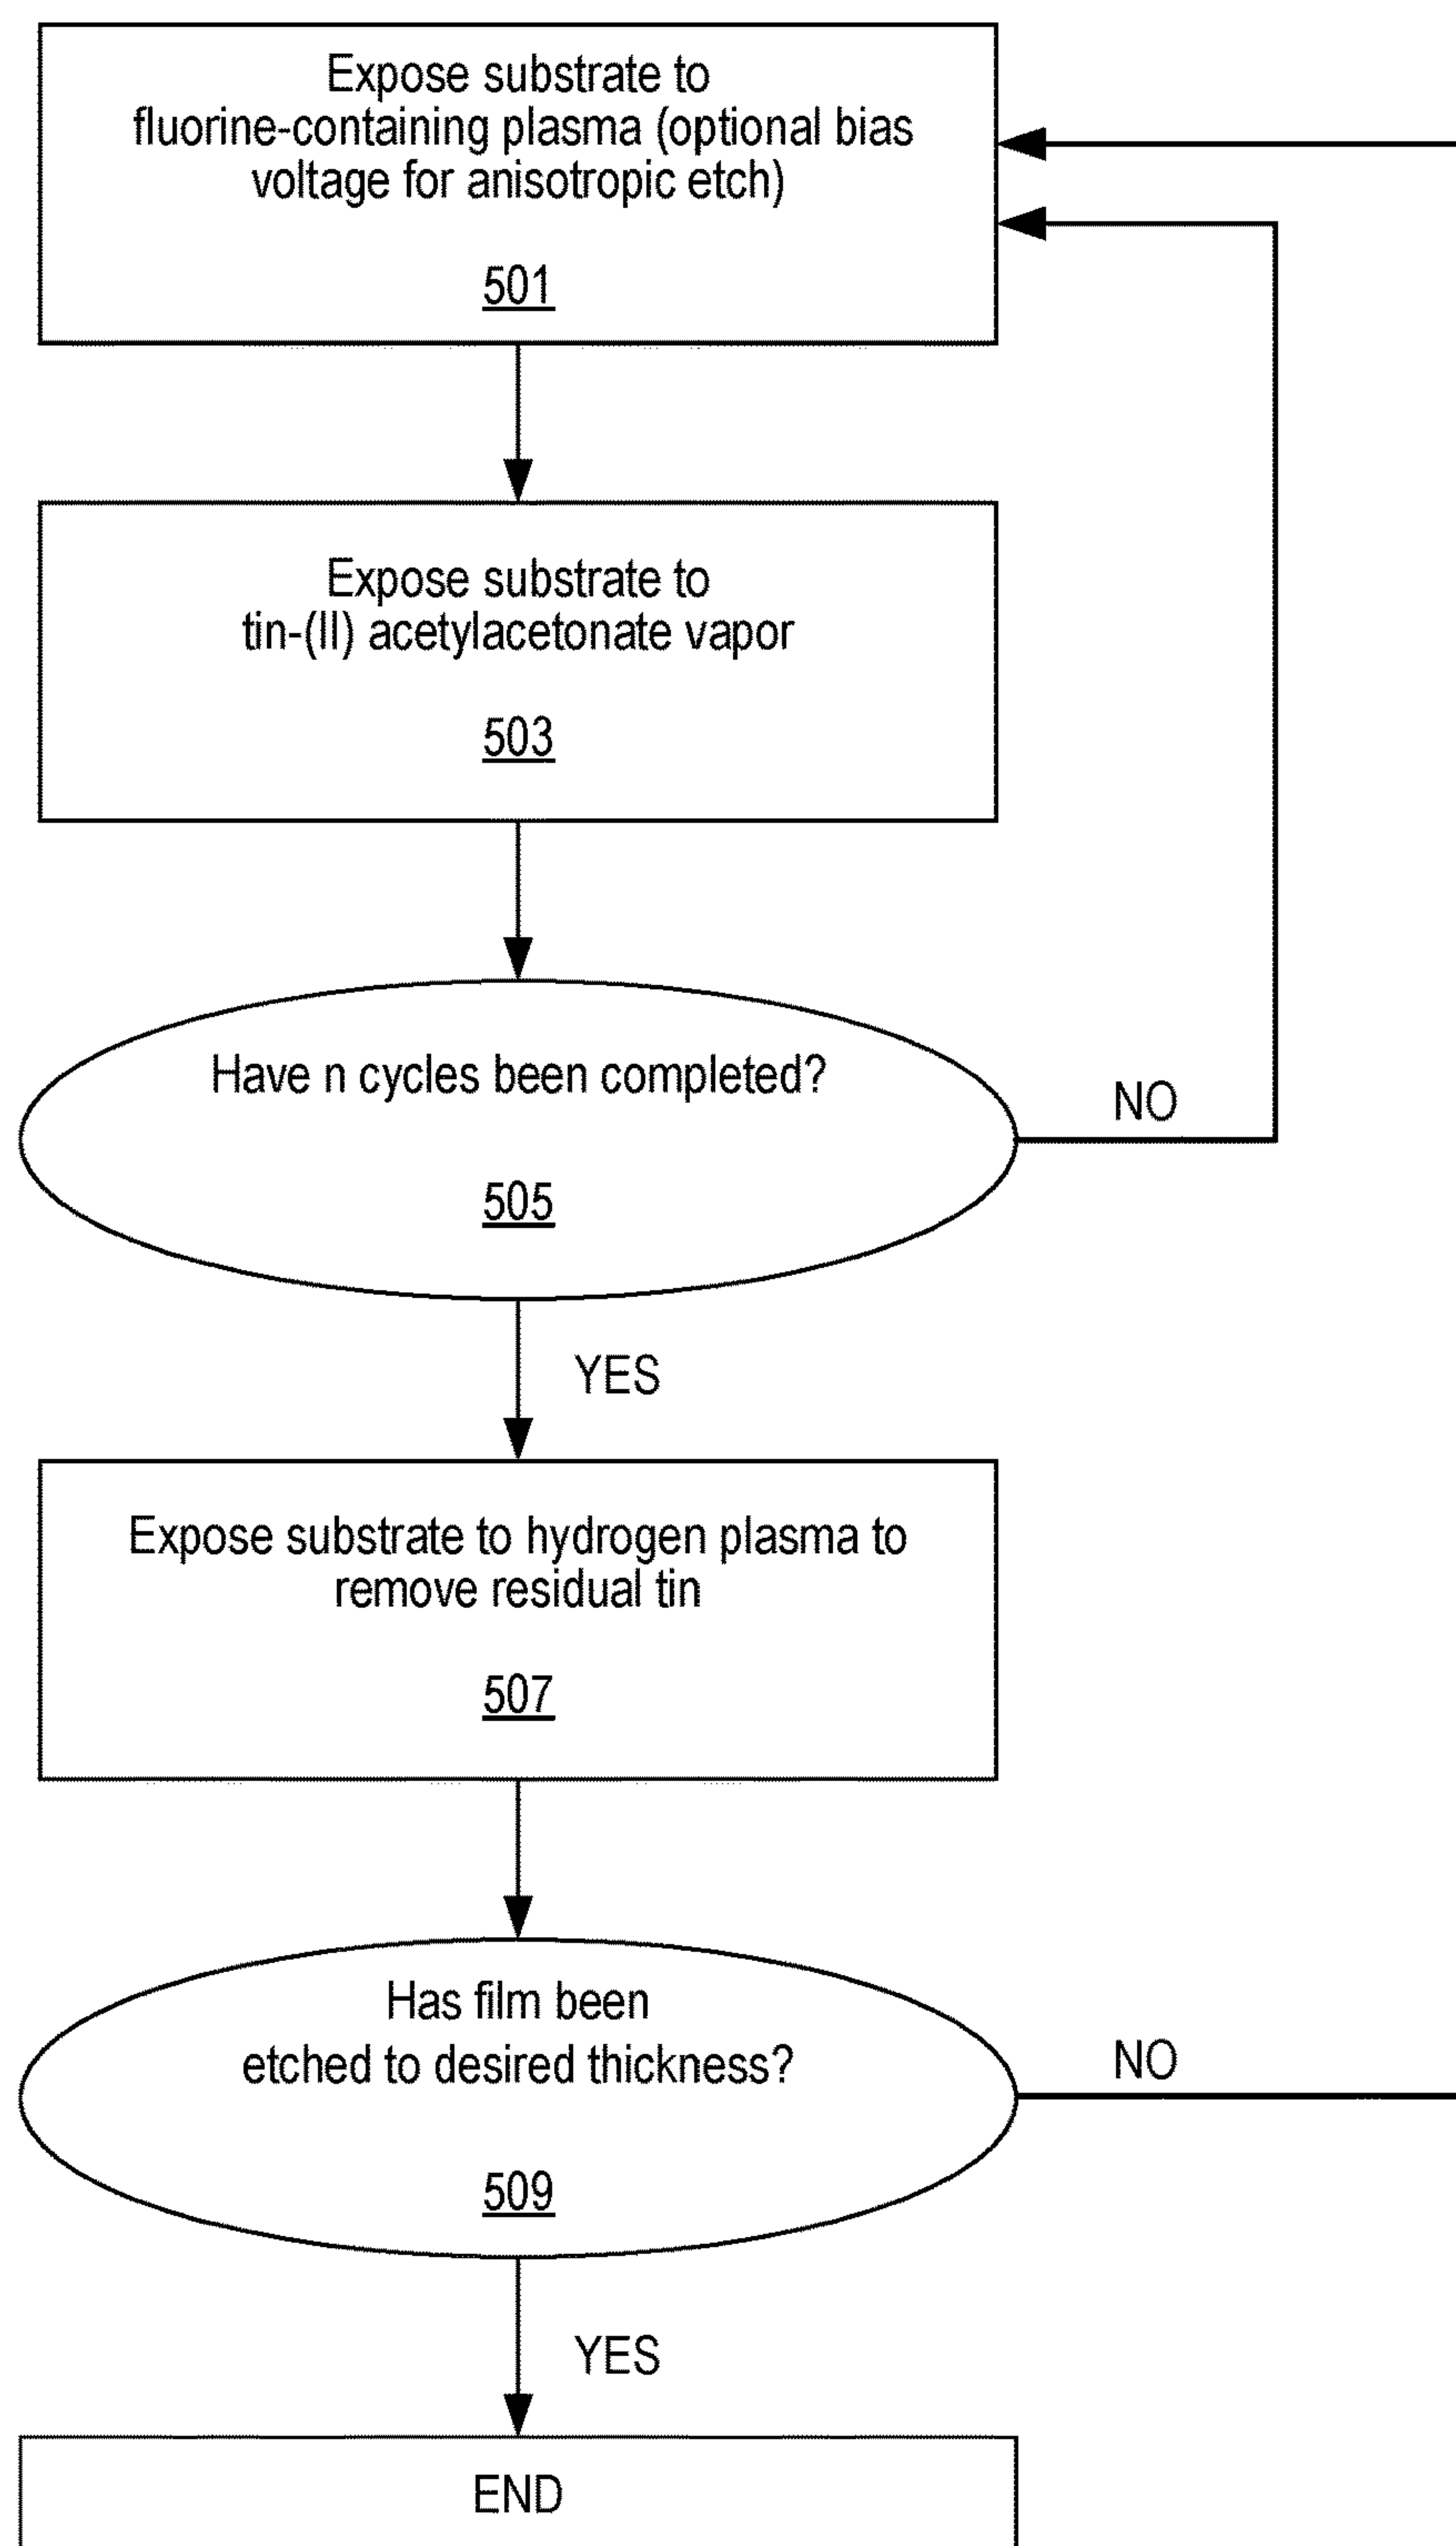 Expose substrate to
fluorine-containing plasma (optional bias
voltage for anisotropic etch)
501
Expose substrate to
tin-(II) acetylacetonate vapor
503
Have n cycles been completed?
NO
505
YES
Expose substrate to hydrogen plasma to
remove residual tin
507
Has film been
etched to desired thickness?
NO
509
YES
END